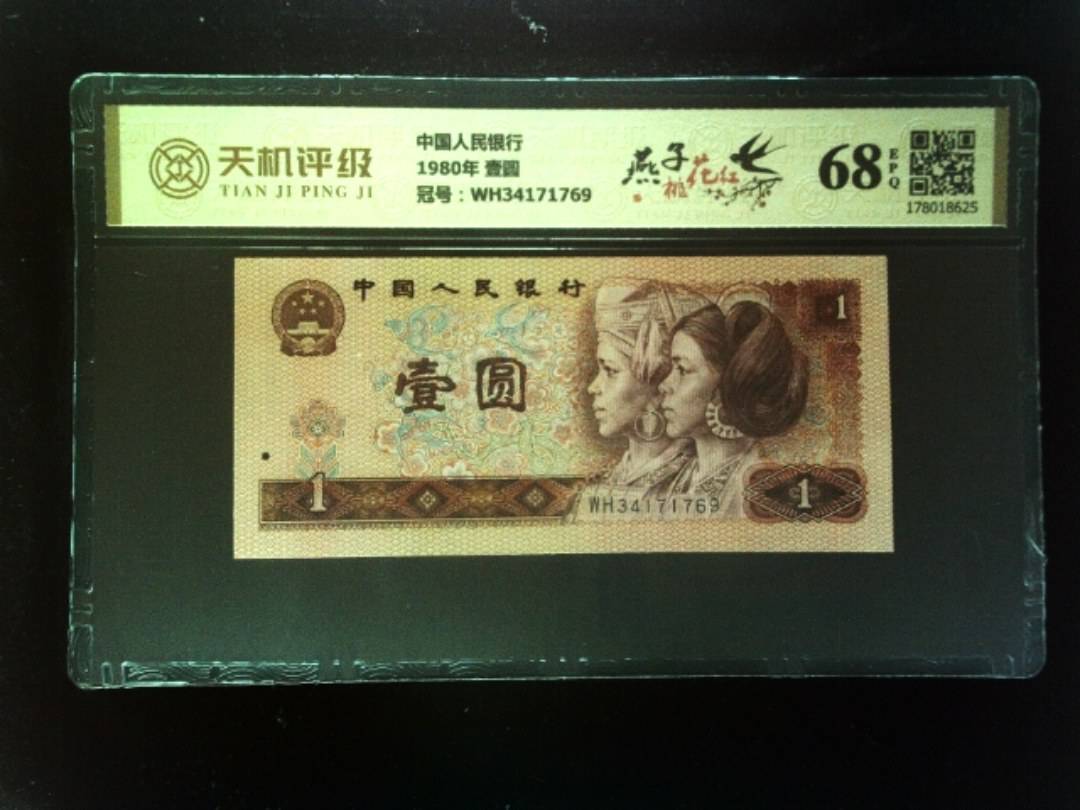 天机评级
TIAN JI PING JI
中国人民银行
1980年 壹圆
冠号：WH34171769
燕子
桃花红
68
EPQ
178018625
中国人民银行
1
壹圆
1
WH34171769
1